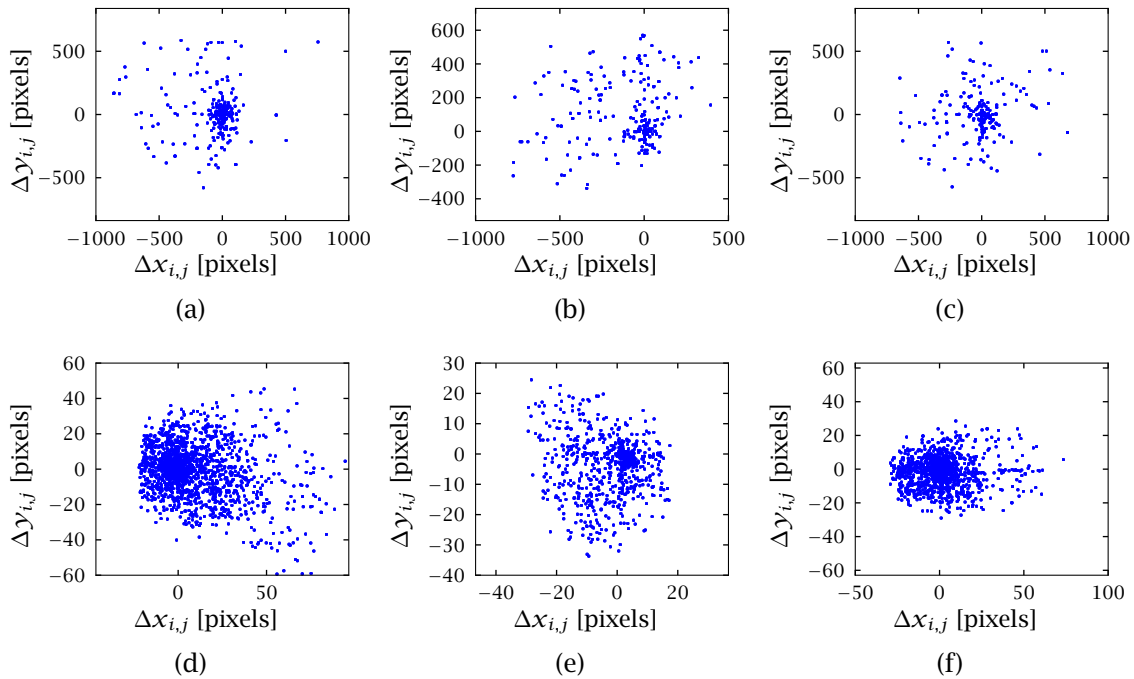 500
0
−500
−1000 −500 0 500 1000
Δy_{i,j} [pixels]
Δx_{i,j} [pixels]
(a)
600
400
200
0
−200
−400
−1000 −500 0 500
Δy_{i,j} [pixels]
Δx_{i,j} [pixels]
(b)
500
0
−500
−1000 −500 0 500 1000
Δy_{i,j} [pixels]
Δx_{i,j} [pixels]
(c)
60
40
20
0
−20
−40
−60
0 50
Δy_{i,j} [pixels]
Δx_{i,j} [pixels]
(d)
30
20
10
0
−10
−20
−30
−40
−40 −20 0 20
Δy_{i,j} [pixels]
Δx_{i,j} [pixels]
(e)
60
40
20
0
−20
−40
−60
−50 0 50 100
Δy_{i,j} [pixels]
Δx_{i,j} [pixels]
(f)